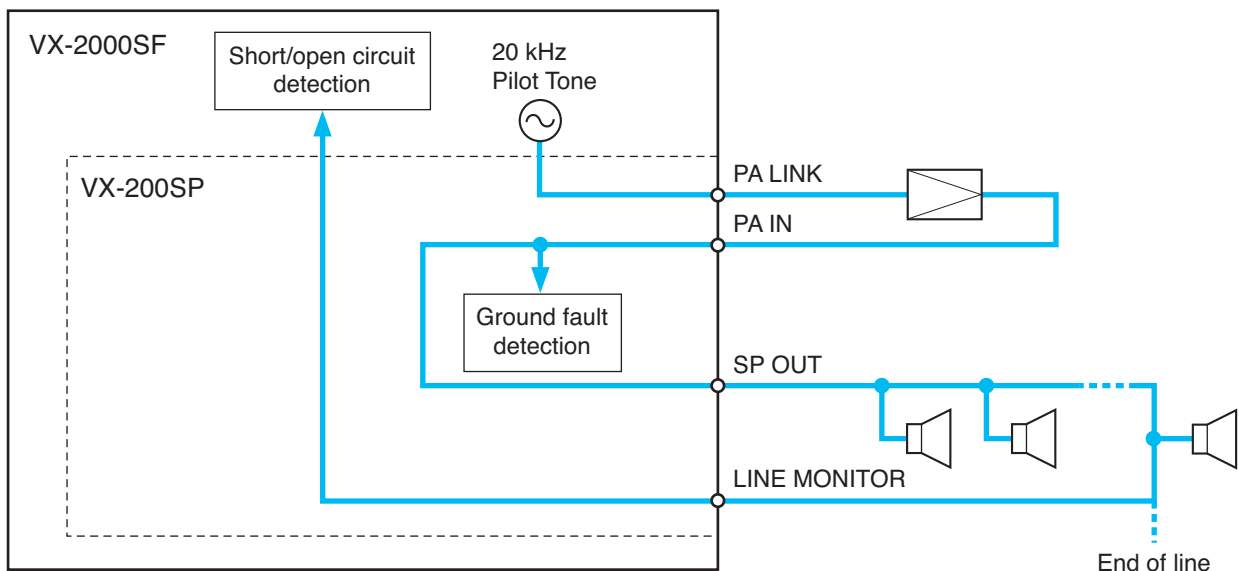 VX-2000SF
Short/open circuit
detection
20 kHz
Pilot Tone
VX-200SP
PA LINK
PA IN
Ground fault
detection
SP OUT
LINE MONITOR
End of line